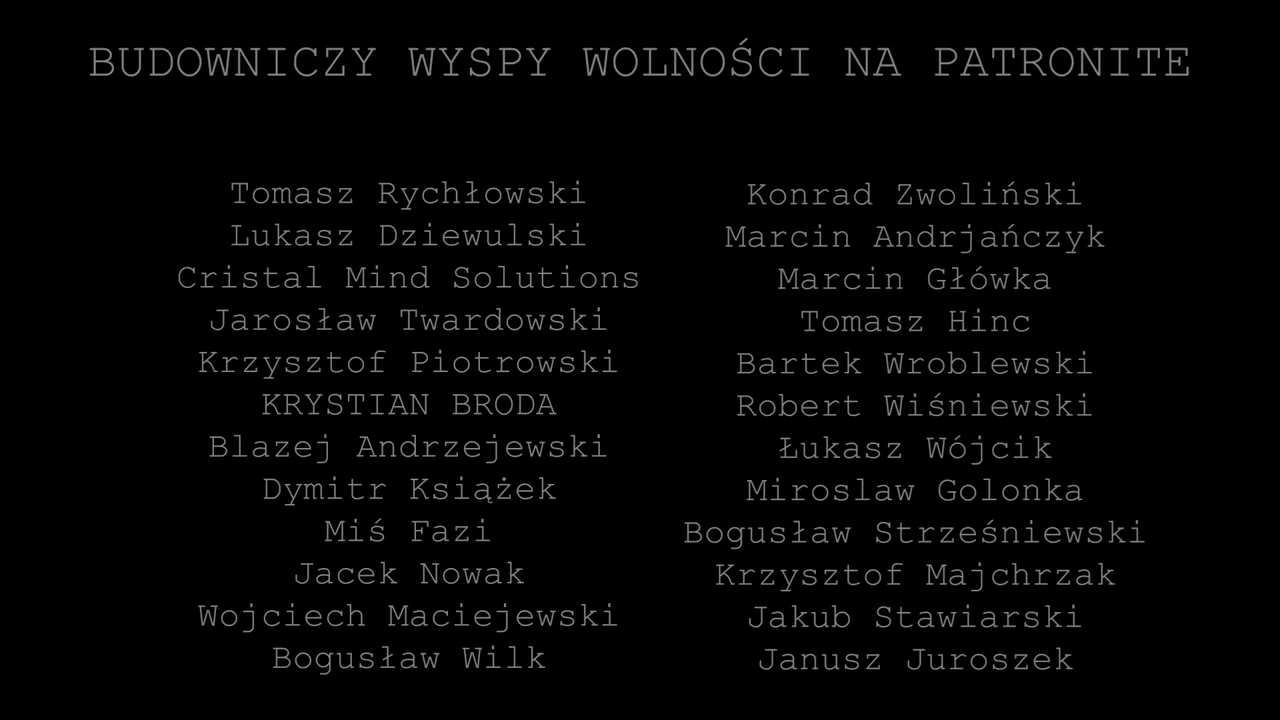 BUDOWNICZY WYSPY WOLNOŚCI NA PATRONITE
Tomasz Rychłowski
Lukasz Dziewulski
Cristal Mind Solutions
Jarosław Twardowski
Krzysztof Piotrowski
KRYSTIAN BRODA
Blazej Andrzejewski
Dymitr Książek
Miś Fazi
Jacek Nowak
Wojciech Maciejewski
Bogusław Wilk
Konrad Zwoliński
Marcin Andrjańczyk
Marcin Główka
Tomasz Hinc
Bartek Wroblewski
Robert Wiśniewski
Łukasz Wójcik
Miroslaw Golonka
Bogusław Strześniewski
Krzysztof Majchrzak
Jakub Stawiarski
Janusz Juroszek